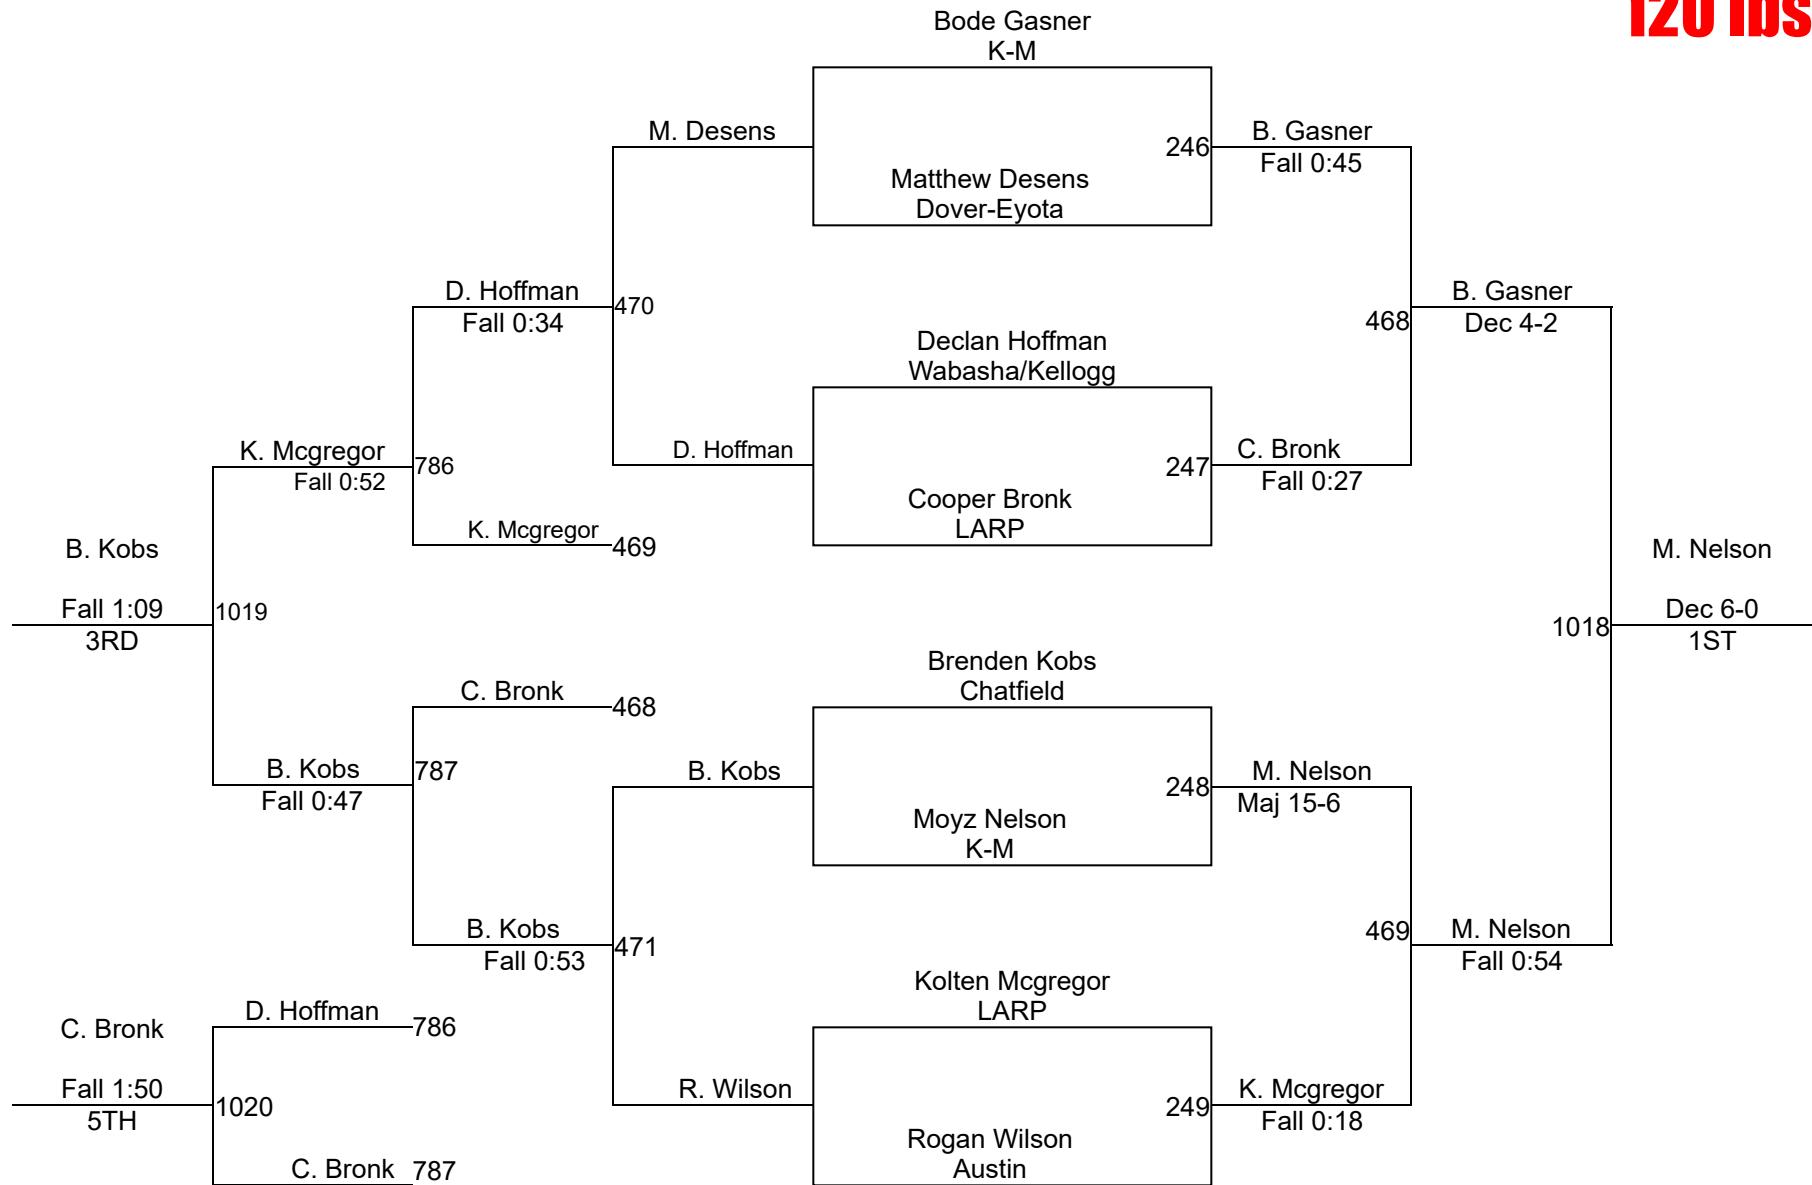 120 lbs
Bode Gasner
K-M
M. Desens
246
B. Gasner
Fall 0:45
Matthew Desens
Dover-Eyota
D. Hoffman
Fall 0:34
470
B. Gasner
Dec 4-2
468
Declan Hoffman
Wabasha/Kellogg
K. Mcgregor
Fall 0:52
786
D. Hoffman
247
C. Bronk
Fall 0:27
Cooper Bronk
LARP
K. Mcgregor
469
B. Kobs
Fall 1:09
3RD
1019
M. Nelson
Dec 6-0
1ST
1018
Brenden Kobs
Chatfield
C. Bronk
468
B. Kobs
Fall 0:47
787
B. Kobs
248
M. Nelson
Maj 15-6
Moyz Nelson
K-M
B. Kobs
Fall 0:53
471
469
M. Nelson
Fall 0:54
Kolten Mcgregor
LARP
D. Hoffman
786
C. Bronk
Fall 1:50
5TH
1020
R. Wilson
249
K. Mcgregor
Fall 0:18
Rogan Wilson
Austin
C. Bronk
787